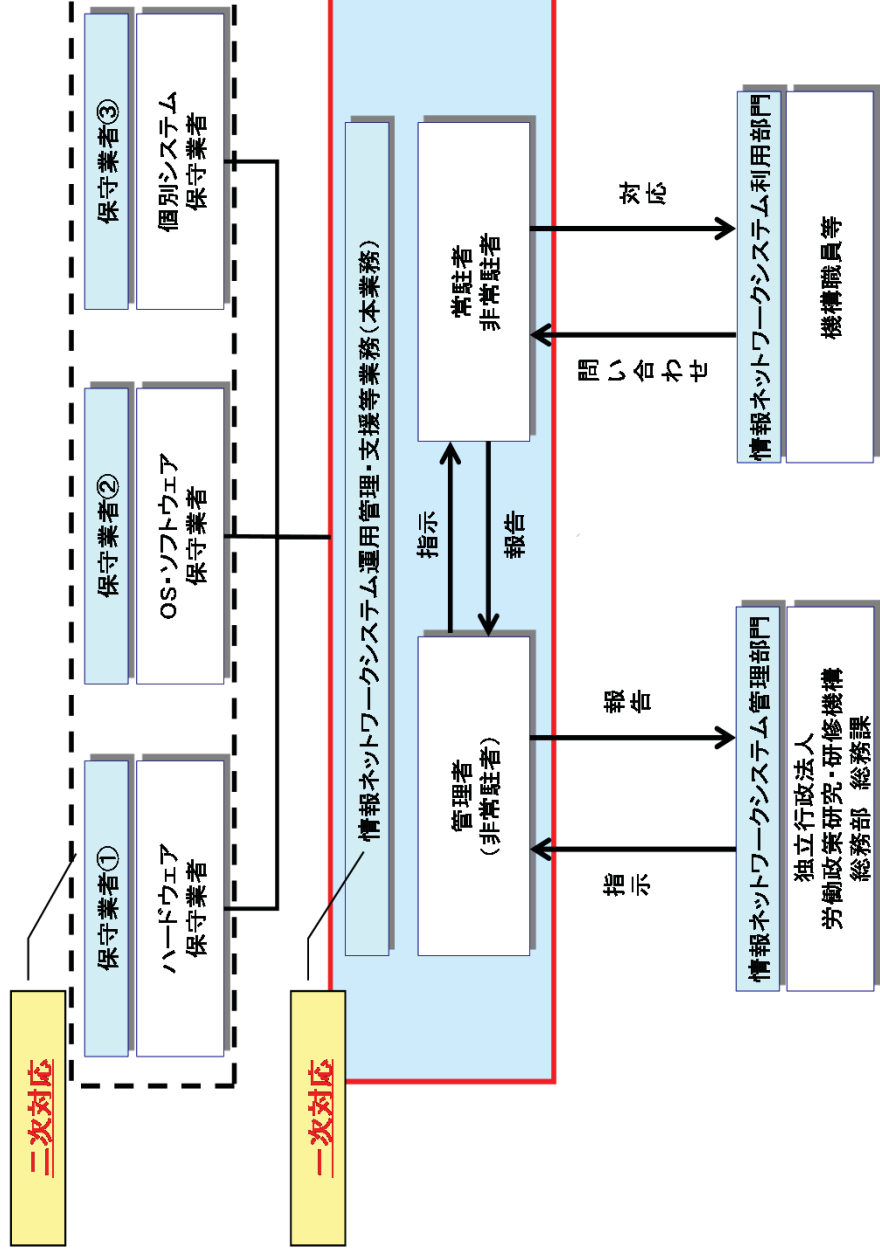 二次対応
保守業者①
ハードウェア
保守業者
保守業者②
OS・ソフトウェア
保守業者
保守業者③
個別システム
保守業者
一次対応
情報ネットワークシステム運用管理・支援等業務(本業務)
管理者
(非常駐者)
指示
報告
常駐者
非常駐者
指示
報告
問い合わせ
対応
情報ネットワークシステム管理部門
独立行政法人
労働政策研究・研修機構
総務部 総務課
情報ネットワークシステム利用部門
機構職員等